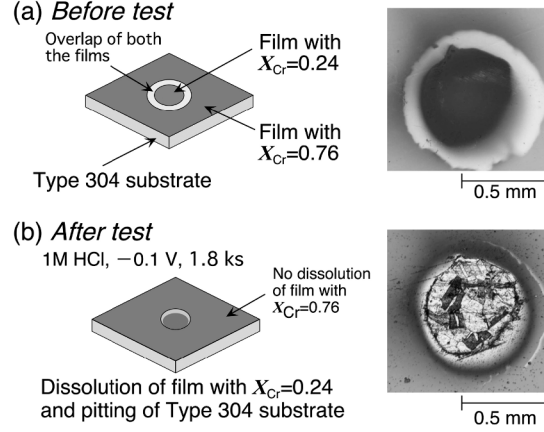 (a) Before test
Overlap of both
the films
Film with
XCr=0.24
Film with
XCr=0.76
Type 304 substrate
0.5 mm
(b) After test
1M HCl, −0.1 V, 1.8 ks
No dissolution
of film with
XCr=0.76
Dissolution of film with XCr=0.24
and pitting of Type 304 substrate
0.5 mm